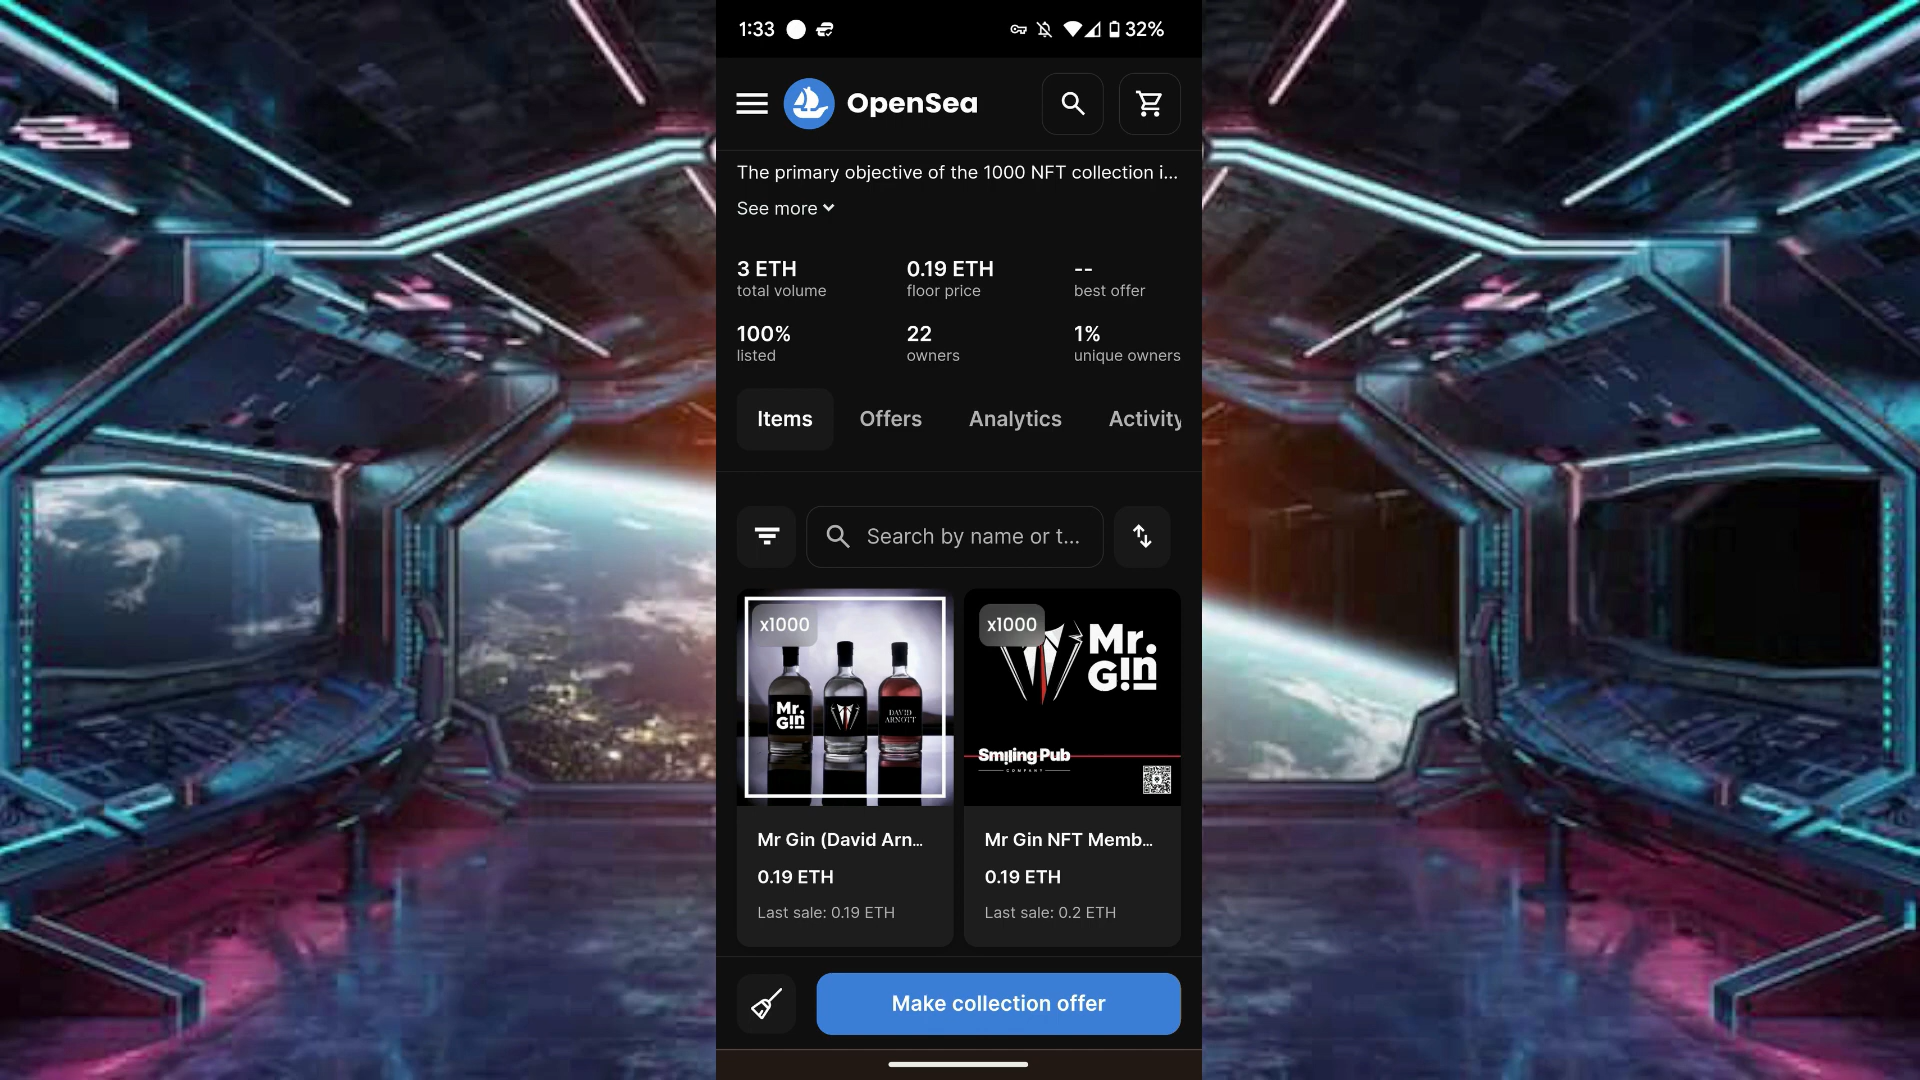 1:33
32%
OpenSea
The primary objective of the 1000 NFT collection i...
See more
3 ETH
total volume
0.19 ETH
floor price
--
best offer
100%
listed
22
owners
1%
unique owners
Items
Offers
Analytics
Activity
Search by name or t...
x1000
Mr.
Gin
DAVID
ARNOTT
x1000
Mr.
Gin
Smiling Pub
COMPANY
Mr Gin (David Arn...
0.19 ETH
Last sale: 0.19 ETH
Mr Gin NFT Memb...
0.19 ETH
Last sale: 0.2 ETH
Make collection offer